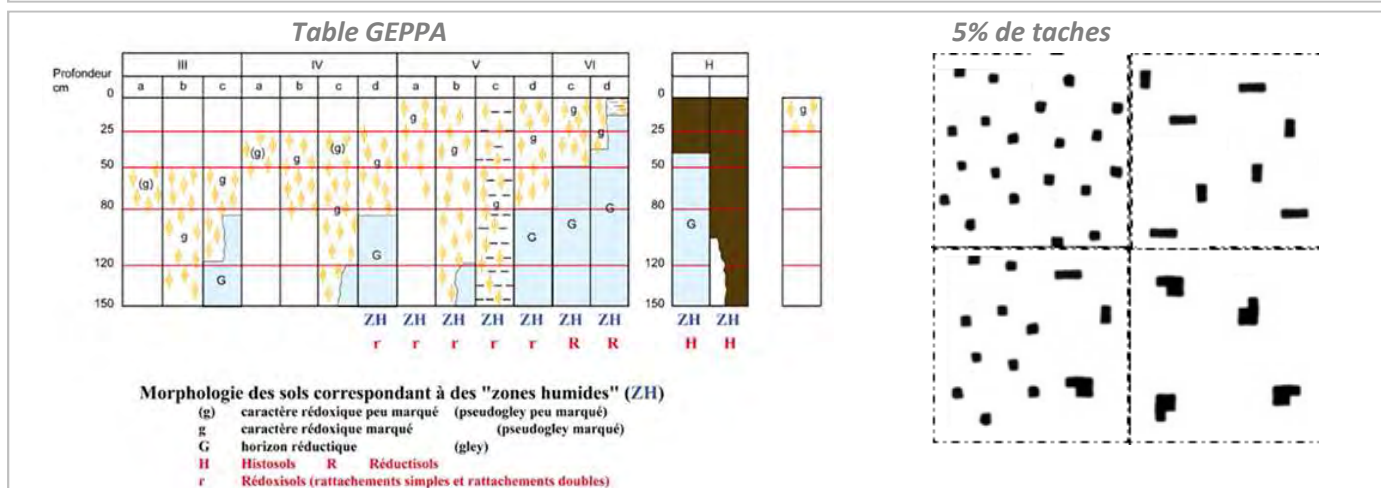 Table GEPPA 5% de taches
III IV V VI H
Profondeur
cm
a b c a b c d a b c d c d
0 0
25 25
50 50
80 80
120 120
150 150
g g g g
(g) (g) g (g) g g g g
(g) g g g G
g G G G G
G G
ZH ZH ZH ZH ZH ZH ZH ZH ZH
r r r r r R R H H
Morphologie des sols correspondant à des "zones humides" (ZH)
(g) caractère rédoxique peu marqué (pseudogley peu marqué)
g caractère rédoxique marqué (pseudogley marqué)
G horizon réductique (gley)
H Histosols R Réductisols
r Rédoxisols (rattachements simples et rattachements doubles)